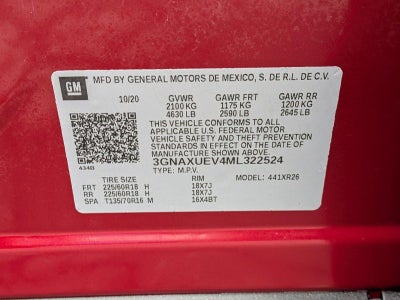 GM
MFD BY GENERAL MOTORS DE MEXICO, S. DE R.L. DE C.V.
10/20 GVWR GAWR FRT GAWR RR
2100 KG 1175 KG 1200 KG
4630 LB 2590 LB 2645 LB
THIS VEHICLE CONFORMS TO ALL
APPLICABLE U.S. FEDERAL MOTOR
VEHICLE SAFETY AND THEFT PREVENTION
STANDARDS IN EFFECT ON THE DATE OF
MANUFACTURE SHOWN ABOVE.
3GNAXUEV4ML322524
TYPE: M.P.V. MODEL: 441XR26
TIRE SIZE RIM
FRT 225/60R18 H 18X7J
RR 225/60R18 H 18X7J
SPA T135/70R16 M 16X4BT